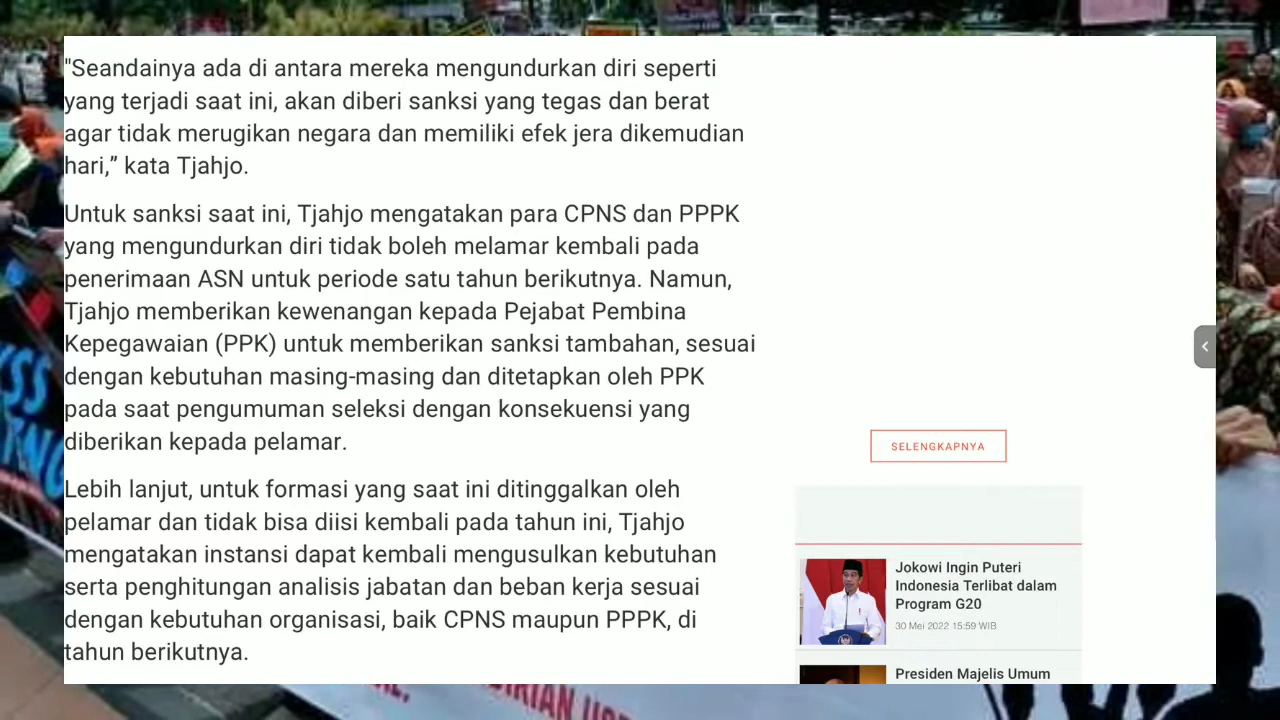 "Seandainya ada di antara mereka mengundurkan diri seperti
yang terjadi saat ini, akan diberi sanksi yang tegas dan berat
agar tidak merugikan negara dan memiliki efek jera dikemudian
hari,” kata Tjahjo.
Untuk sanksi saat ini, Tjahjo mengatakan para CPNS dan PPPK
yang mengundurkan diri tidak boleh melamar kembali pada
penerimaan ASN untuk periode satu tahun berikutnya. Namun,
Tjahjo memberikan kewenangan kepada Pejabat Pembina
Kepegawaian (PPK) untuk memberikan sanksi tambahan, sesuai
dengan kebutuhan masing-masing dan ditetapkan oleh PPK
pada saat pengumuman seleksi dengan konsekuensi yang
diberikan kepada pelamar.
Lebih lanjut, untuk formasi yang saat ini ditinggalkan oleh
pelamar dan tidak bisa diisi kembali pada tahun ini, Tjahjo
mengatakan instansi dapat kembali mengusulkan kebutuhan
serta penghitungan analisis jabatan dan beban kerja sesuai
dengan kebutuhan organisasi, baik CPNS maupun PPPK, di
tahun berikutnya.
SELENGKAPNYA
Jokowi Ingin Puteri
Indonesia Terlibat dalam
Program G20
30 Mei 2022 15:59 WIB
Presiden Majelis Umum